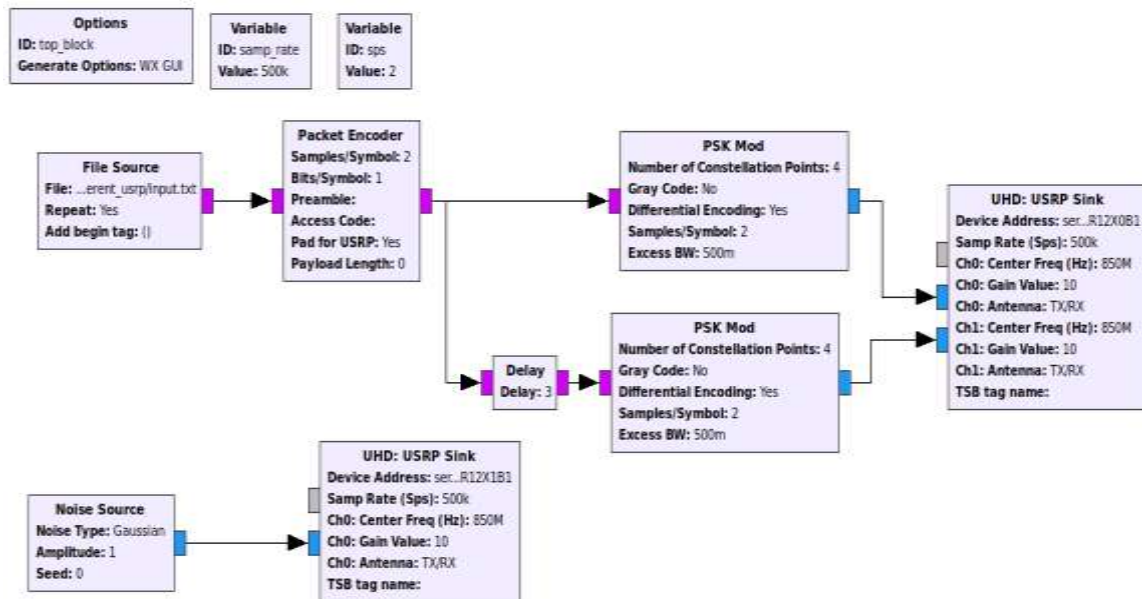 Options
ID: top_block
Generate Options: WX GUI
Variable
ID: samp_rate
Value: 500k
Variable
ID: sps
Value: 2
File Source
File: ...erent_usrp/input.txt
Repeat: Yes
Add begin tag: ()
Packet Encoder
Samples/Symbol: 2
Bits/Symbol: 1
Preamble:
Access Code:
Pad for USRP: Yes
Payload Length: 0
PSK Mod
Number of Constellation Points: 4
Gray Code: No
Differential Encoding: Yes
Samples/Symbol: 2
Excess BW: 500m
UHD: USRP Sink
Device Address: ser...R12X0B1
Samp Rate (Sps): 500k
Ch0: Center Freq (Hz): 850M
Ch0: Gain Value: 10
Ch0: Antenna: TX/RX
Ch1: Center Freq (Hz): 850M
Ch1: Gain Value: 10
Ch1: Antenna: TX/RX
TSB tag name:
Delay
Delay: 3
PSK Mod
Number of Constellation Points: 4
Gray Code: No
Differential Encoding: Yes
Samples/Symbol: 2
Excess BW: 500m
Noise Source
Noise Type: Gaussian
Amplitude: 1
Seed: 0
UHD: USRP Sink
Device Address: ser...R12X1B1
Samp Rate (Sps): 500k
Ch0: Center Freq (Hz): 850M
Ch0: Gain Value: 10
Ch0: Antenna: TX/RX
TSB tag name: